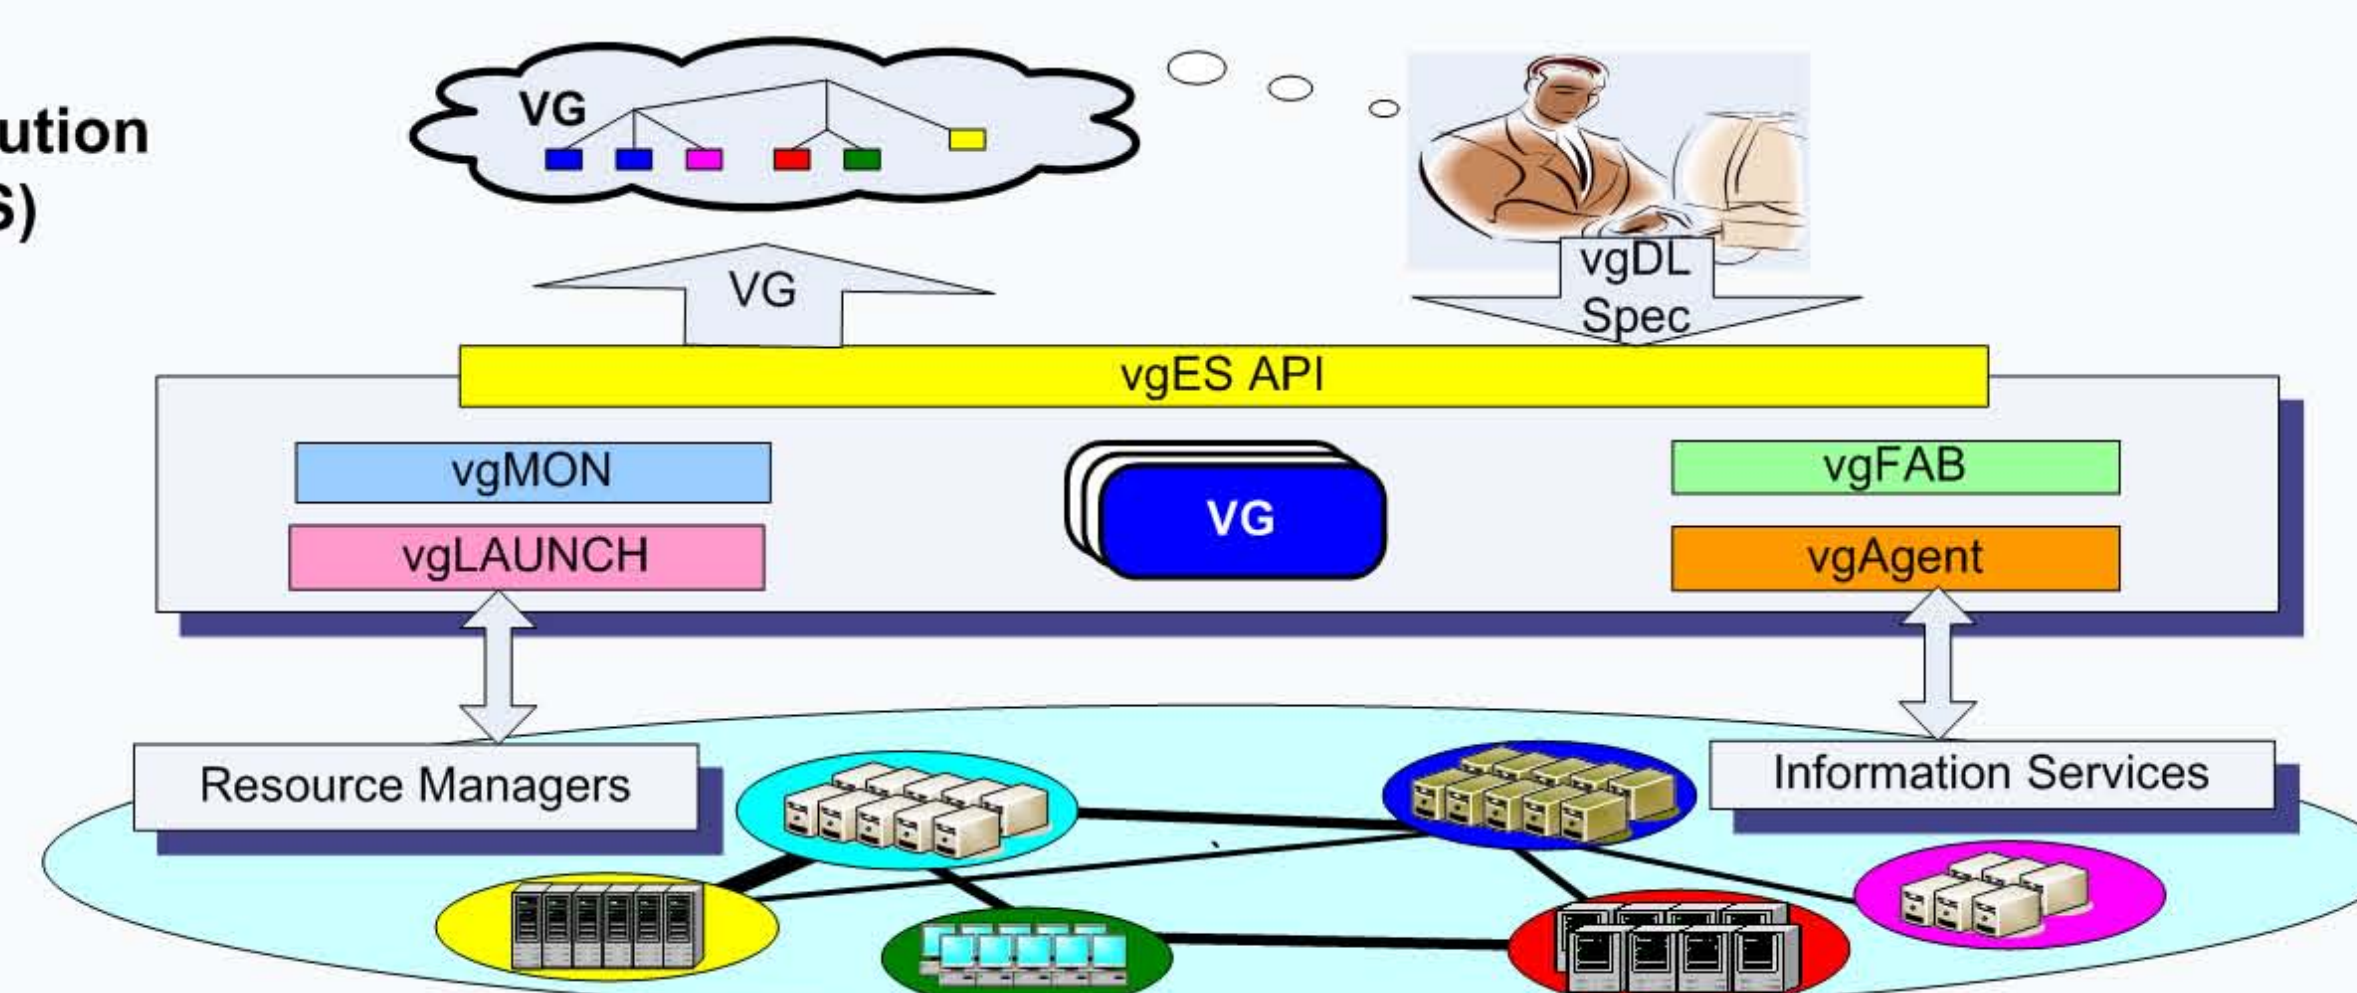 ution
S)
VG
VG
vgDL
Spec
vgES API
vgMON
vgLAUNCH
VG
vgFAB
vgAgent
Resource Managers
Information Services